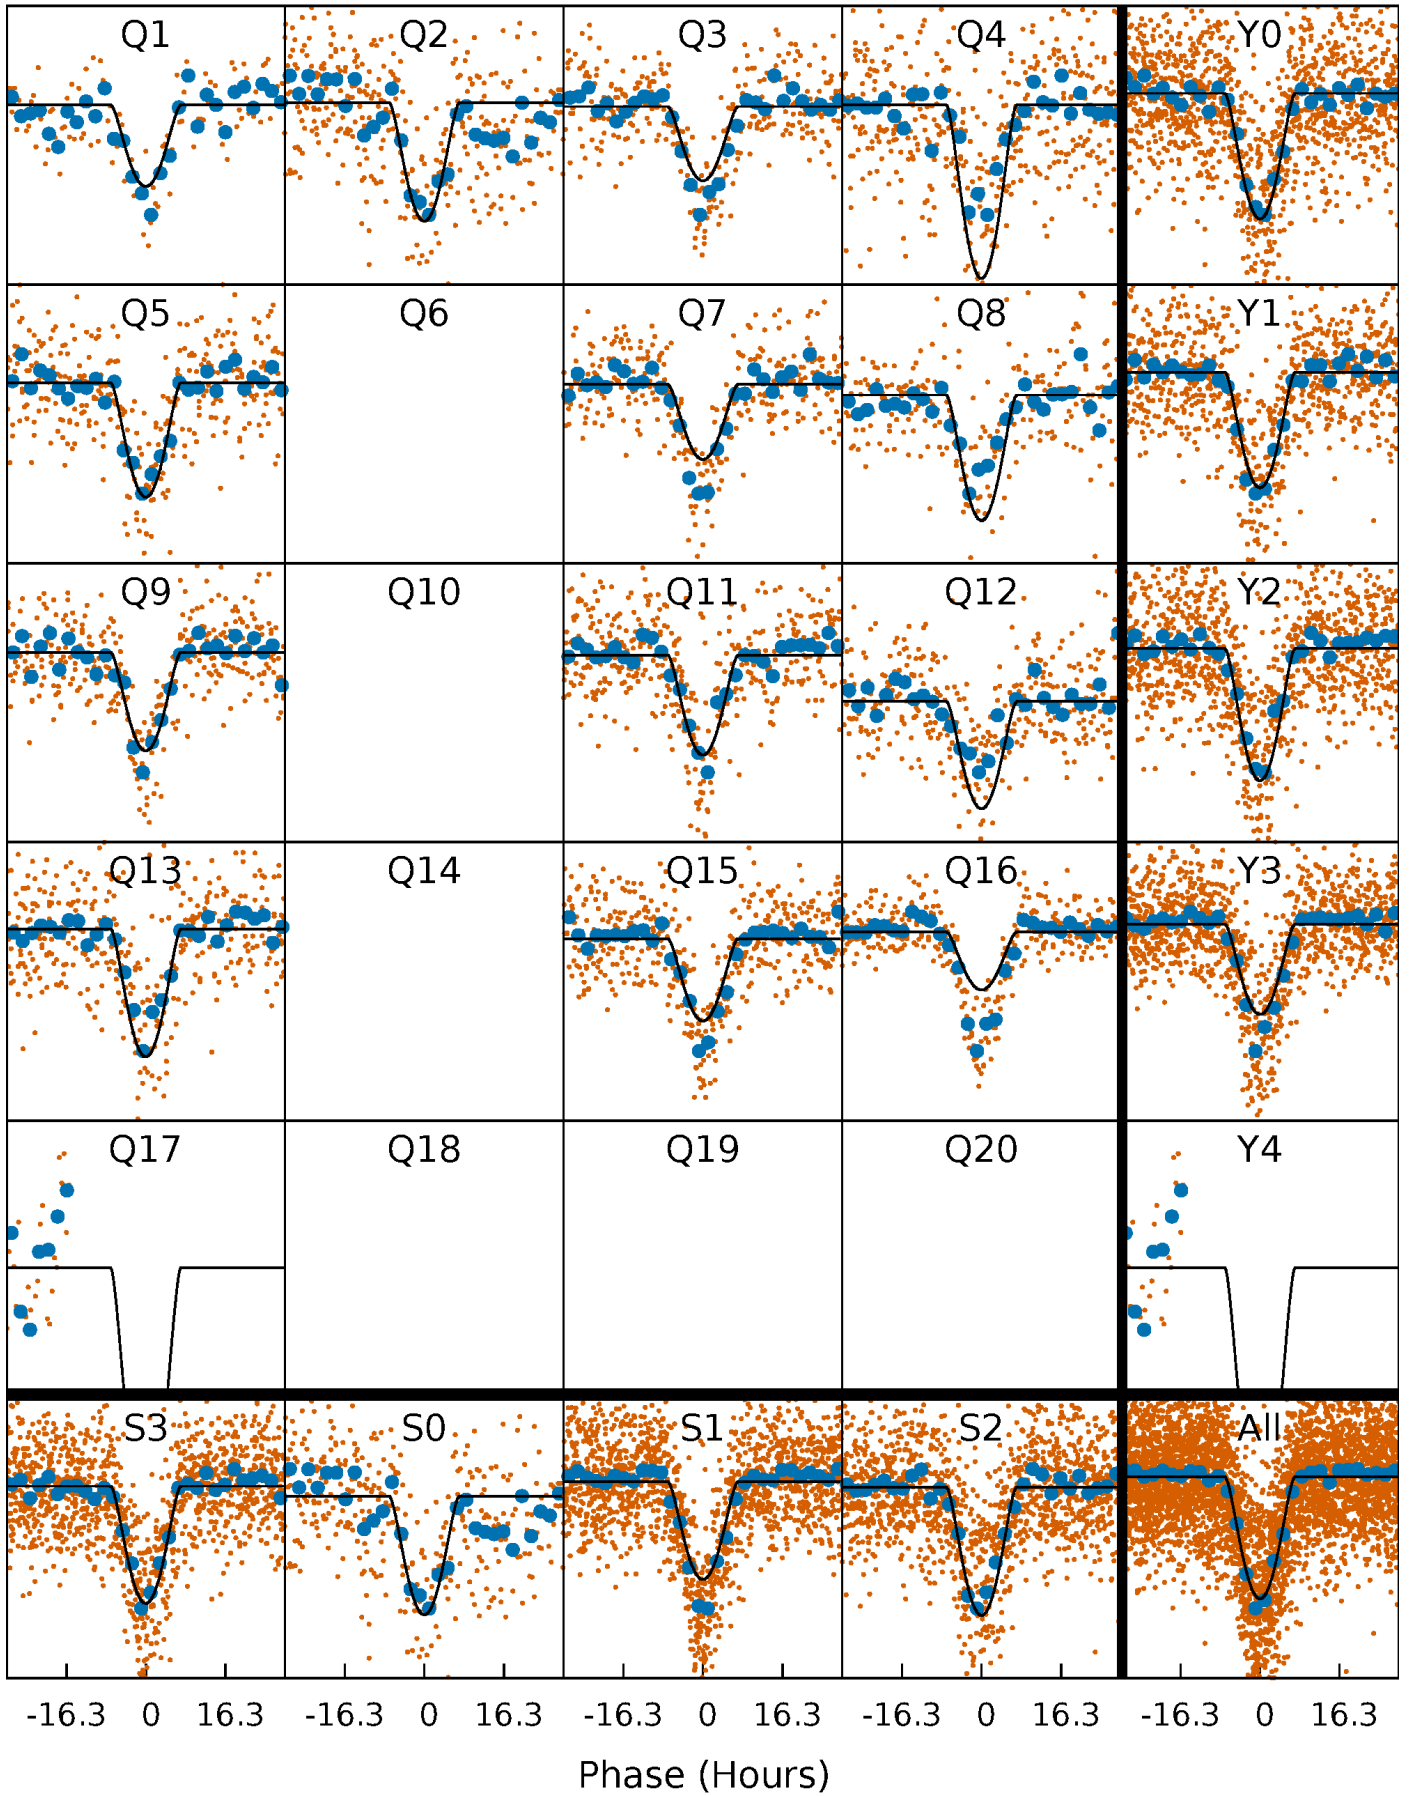 Q1 Q2 Q3 Q4 Y0
Q5 Q6 Q7 Q8 Y1
Q9 Q10 Q11 Q12 Y2
Q13 Q14 Q15 Q16 Y3
Q17 Q18 Q19 Q20 Y4
S3 S0 S1 S2 All
-16.3 0 16.3 -16.3 0 16.3 -16.3 0 16.3 -16.3 0 16.3 -16.3 0 16.3
Phase (Hours)